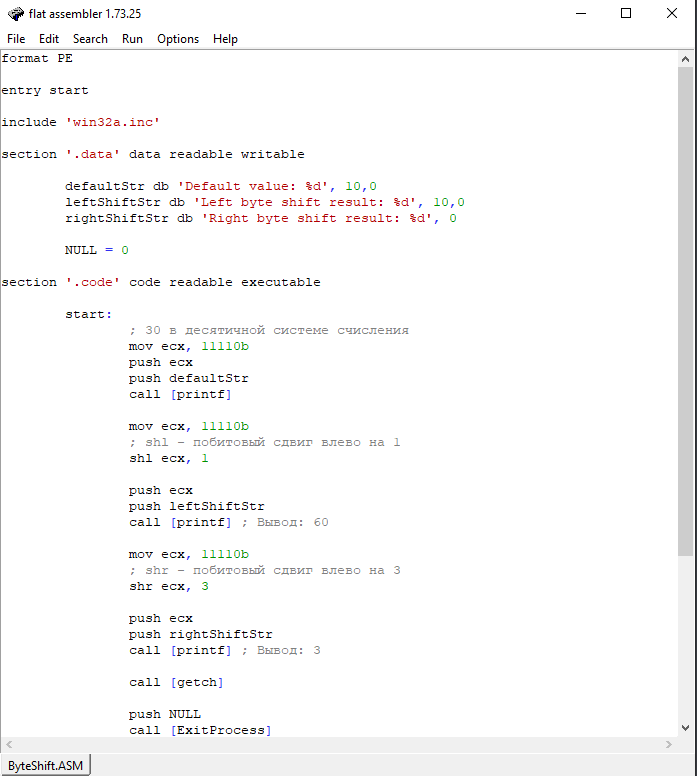 flat assembler 1.73.25
File Edit Search Run Options Help
format PE
entry start
include 'win32a.inc'
section '.data' data readable writable
defaultStr db 'Default value: %d', 10,0
leftShiftStr db 'Left byte shift result: %d', 10,0
rightShiftStr db 'Right byte shift result: %d', 0
NULL = 0
section '.code' code readable executable
start:
; 30 в десятичной системе счисления
mov ecx, 11110b
push ecx
push defaultStr
call [printf]
mov ecx, 11110b
; shl - побитовый сдвиг влево на 1
shl ecx, 1
push ecx
push leftShiftStr
call [printf] ; Вывод: 60
mov ecx, 11110b
; shr - побитовый сдвиг влево на 3
shr ecx, 3
push ecx
push rightShiftStr
call [printf] ; Вывод: 3
call [getch]
push NULL
call [ExitProcess]
ByteShift.ASM